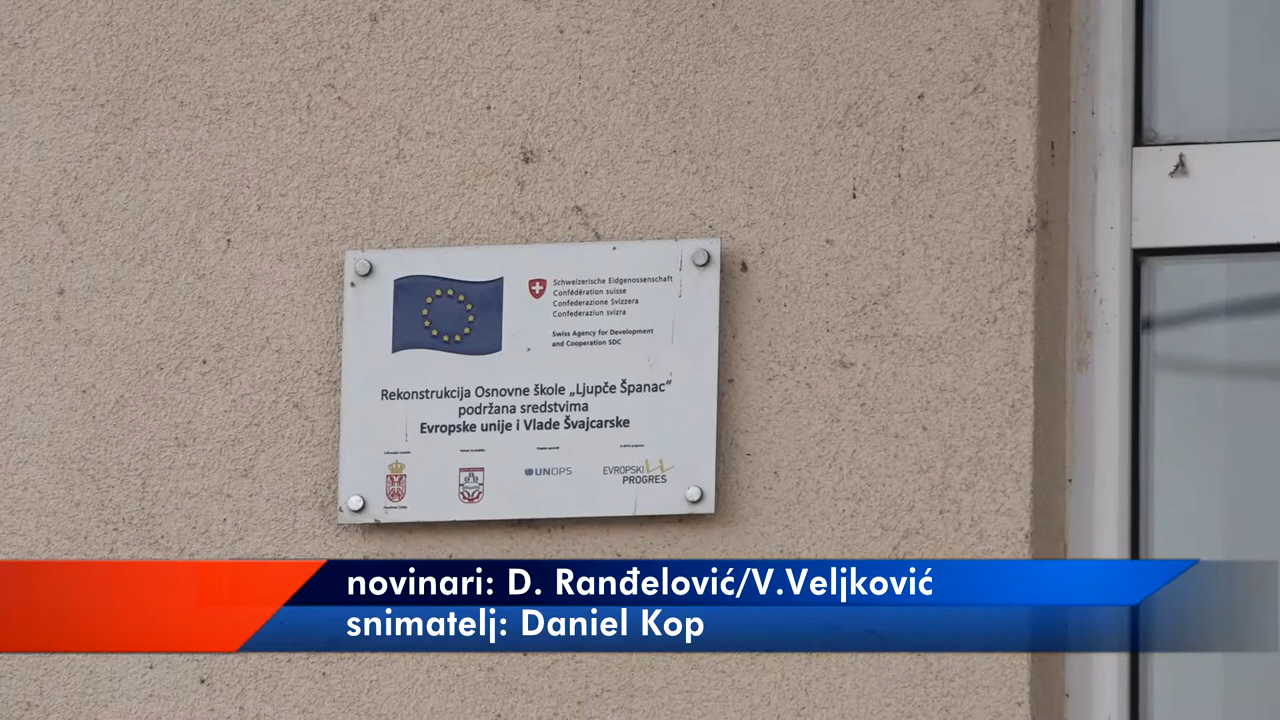 Schweizerische Eidgenossenschaft
Confédération suisse
Confederazione Svizzera
Confederaziun svizra
Swiss Agency for Development
and Cooperation SDC
Rekonstrukcija Osnovne škole „Ljupče Španac“
podržana sredstvima
Evropske unije i Vlade Švajcarske
UNOPS
EVROPSKI
PROGRES
novinari: D. Ranđelović/V.Veljković
snimatelj: Daniel Kop